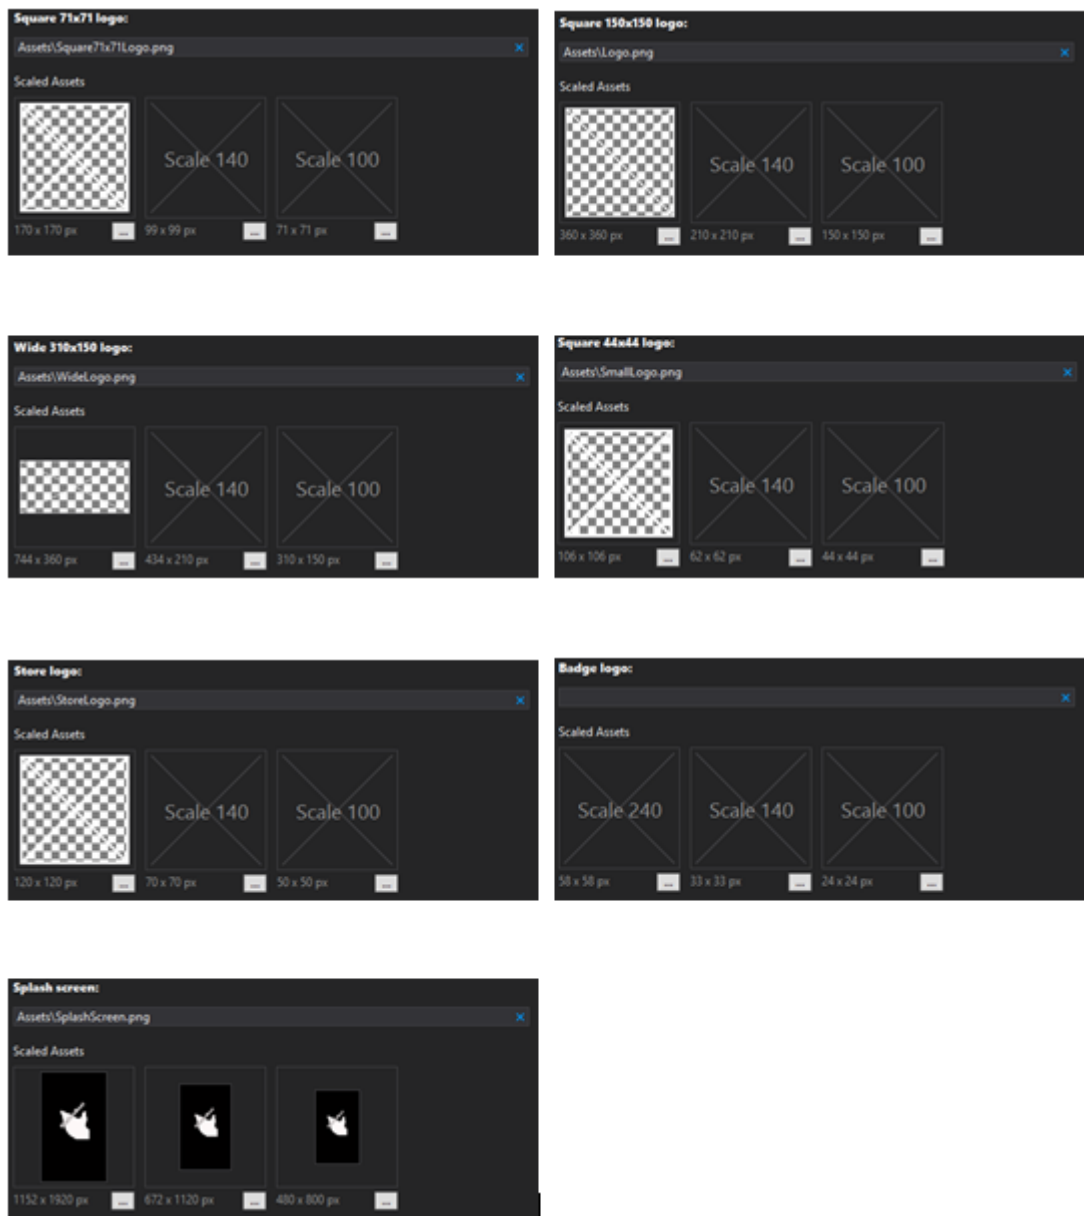 Square 71x71 logo:
Assets\Square71x71Logo.png
Scaled Assets
Scale 140
Scale 100
170 x 170 px
...
99 x 99 px
...
71 x 71 px
...
Square 150x150 logo:
Assets\Logo.png
Scaled Assets
Scale 140
Scale 100
360 x 360 px
...
210 x 210 px
...
150 x 150 px
...
Wide 310x150 logo:
Assets\WideLogo.png
Scaled Assets
Scale 140
Scale 100
744 x 360 px
...
434 x 210 px
...
310 x 150 px
...
Square 44x44 logo:
Assets\SmallLogo.png
Scaled Assets
Scale 140
Scale 100
106 x 106 px
...
62 x 62 px
...
44 x 44 px
...
Store logo:
Assets\StoreLogo.png
Scaled Assets
Scale 140
Scale 100
120 x 120 px
...
70 x 70 px
...
50 x 50 px
...
Badge logo:
Scaled Assets
Scale 240
Scale 140
Scale 100
58 x 58 px
...
33 x 33 px
...
24 x 24 px
...
Splash screen:
Assets\SplashScreen.png
Scaled Assets
1152 x 1920 px
...
672 x 1120 px
...
480 x 800 px
...